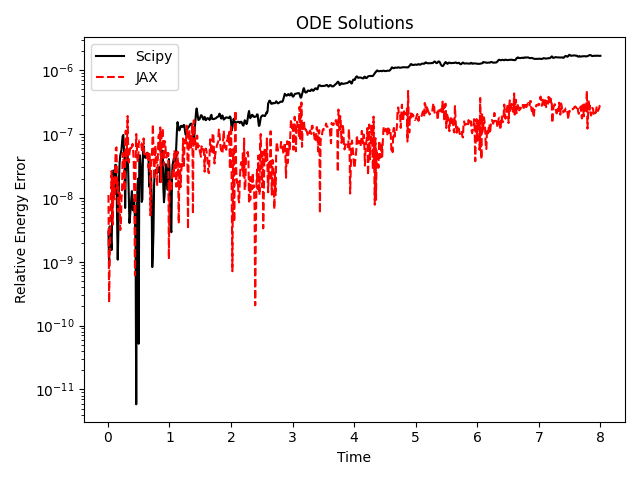 ODE Solutions
Scipy
JAX
Relative Energy Error
10⁻⁶
10⁻⁷
10⁻⁸
10⁻⁹
10⁻¹⁰
10⁻¹¹
0 1 2 3 4 5 6 7 8
Time